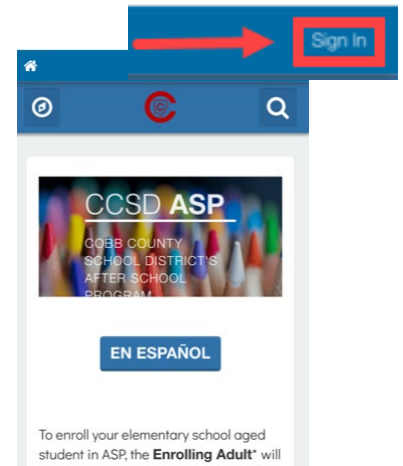 Sign In
CCSD ASP
COBB COUNTY
SCHOOL DISTRICT'S
AFTER SCHOOL
PROGRAM
EN ESPAÑOL
To enroll your elementary school aged
student in ASP, the Enrolling Adult* will